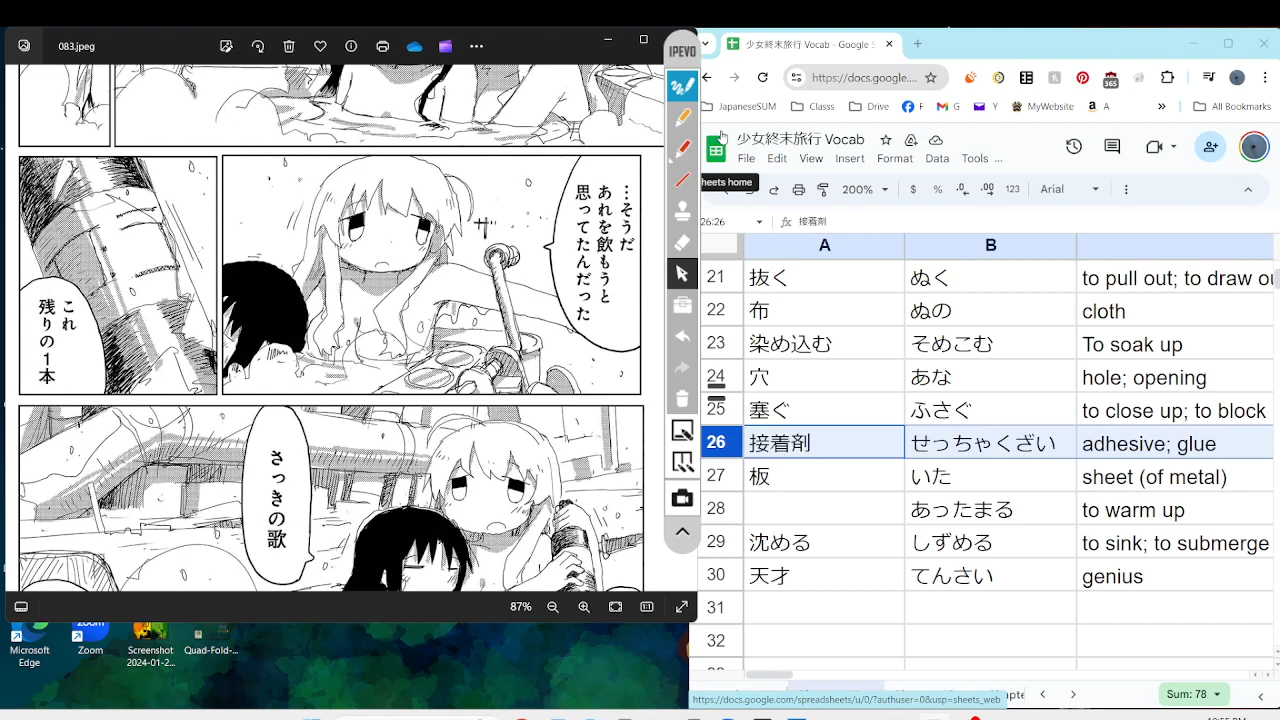 083.jpeg
IPEVO
…そうだ
あれを飲もうと
思ってたんだった
これ
残りの1本
さっきの歌
87%
Microsoft
Edge
Zoom
Screenshot
2024-01-2...
Quad-Fold-...
少女終末旅行 Vocab - Google S
https://docs.google....
JapaneseSUM
Classs
Drive
F
G
Y
MyWebsite
A
All Bookmarks
少女終末旅行 Vocab
File Edit View Insert Format Data Tools ...
heets home
200%
$ % .0 .00 123 Arial
26:26
fx 接着剤
A B
21 抜く ぬく to pull out; to draw ou
22 布 ぬの cloth
23 染め込む そめこむ To soak up
24 穴 あな hole; opening
25 塞ぐ ふさぐ to close up; to block
26 接着剤 せっちゃくざい adhesive; glue
27 板 いた sheet (of metal)
28 あったまる to warm up
29 沈める しずめる to sink; to submerge
30 天才 てんさい genius
31
32
https://docs.google.com/spreadsheets/u/0/?authuser=0&usp=sheets_web
Sum: 78